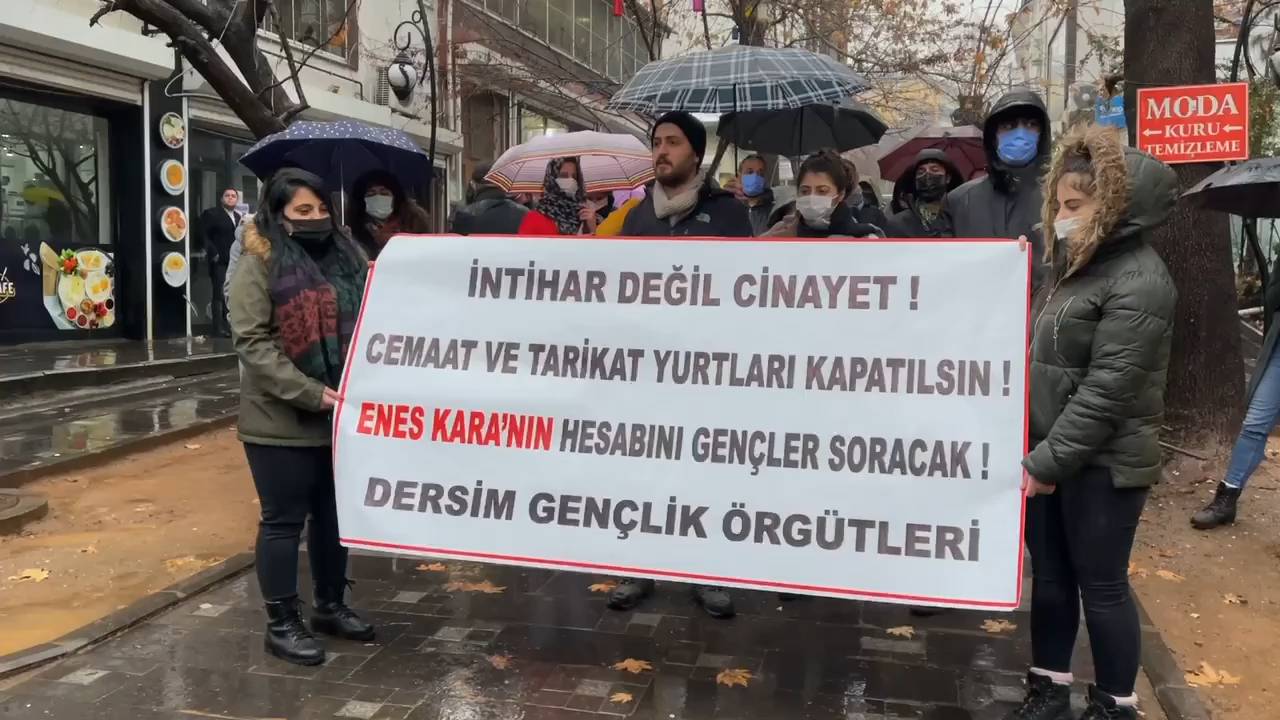 İNTİHAR DEĞİL CİNAYET !
CEMAAT VE TARİKAT YURTLARI KAPATILSIN !
ENES KARA'NIN HESABINI GENÇLER SORACAK !
DERSİM GENÇLİK ÖRGÜTLERİ
MODA
KURU
TEMİZLEME